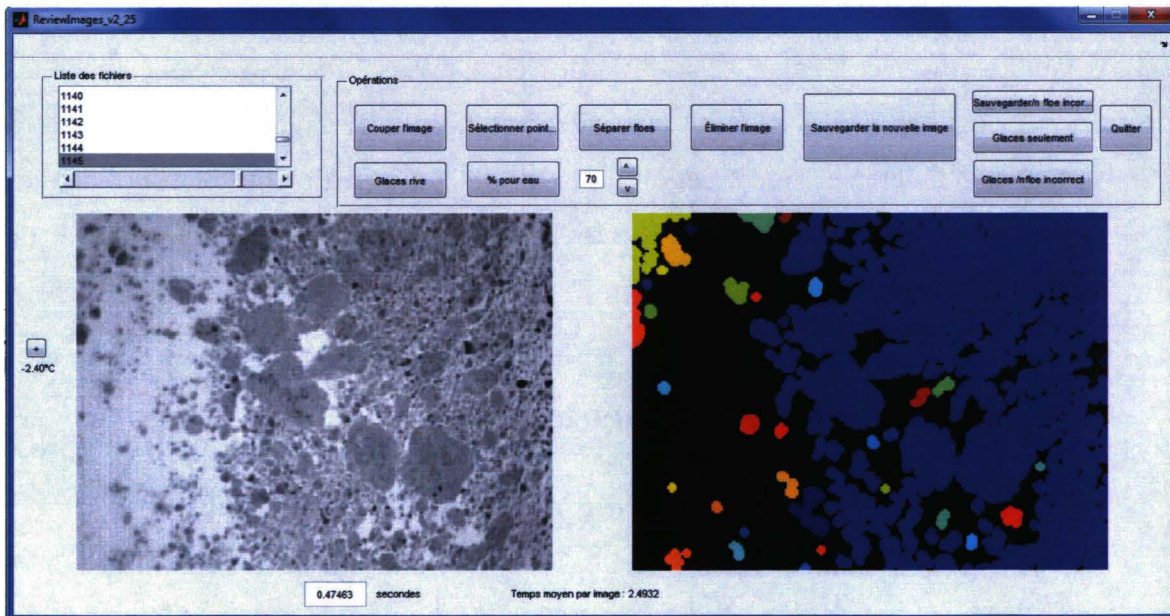 ReviewImages_v2_25
Liste des fichiers
1140
1141
1142
1143
1144
1145
Opérations
Couper l'image
Sélectionner point...
Séparer floes
Éliminer l'image
Sauvegarder la nouvelle image
Sauvegarder/n floe incor...
Glaces seulement
Glaces /nfloe incorrect
Quitter
Glaces rive
% pour eau
70
+
-2.40°C
0.47463 secondes
Temps moyen par image : 2.4932